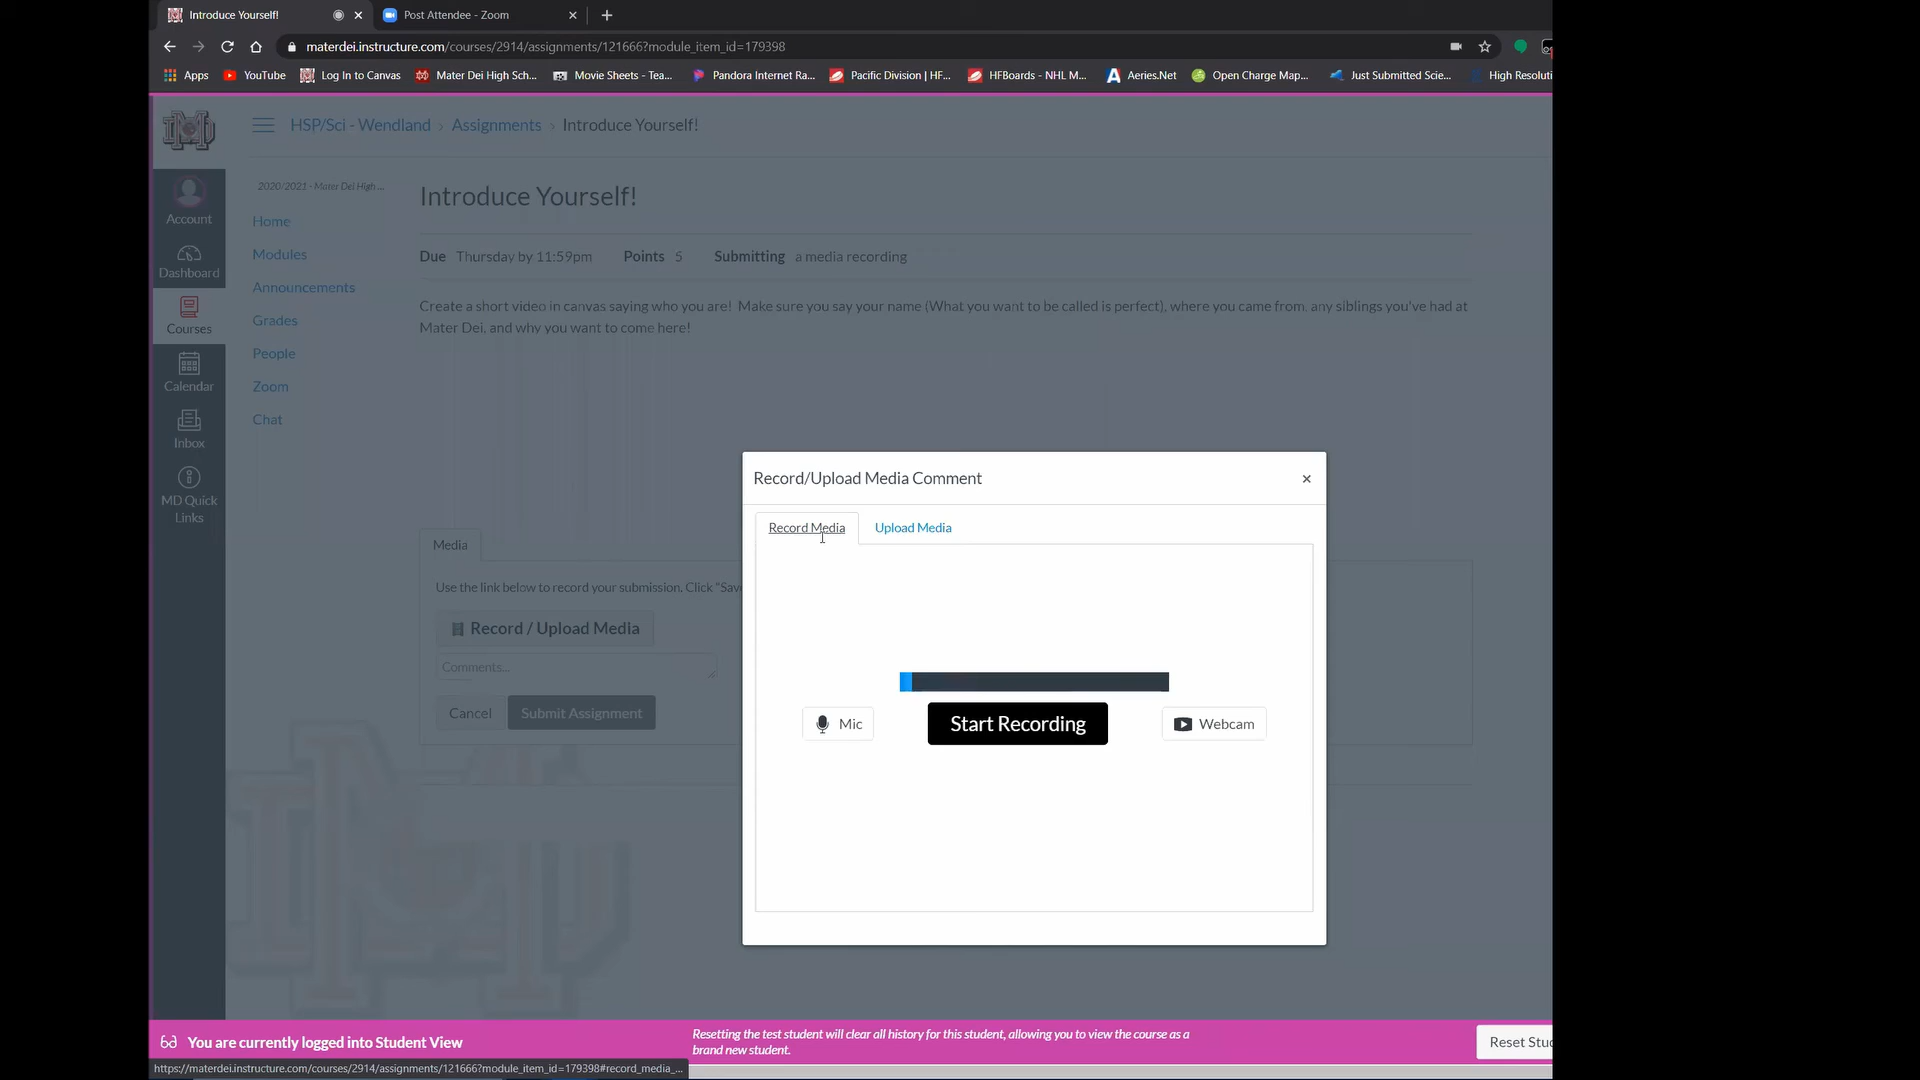 Introduce Yourself!
Post Attendee - Zoom
materdei.instructure.com/courses/2914/assignments/121666?module_item_id=179398
Apps
YouTube
Log In to Canvas
Mater Dei High Sch...
Movie Sheets - Tea...
Pandora Internet Ra...
Pacific Division | HF...
HFBoards - NHL M...
Aeries.Net
Open Charge Map...
Just Submitted Scie...
High Resoluti
HSP/Sci - Wendland › Assignments › Introduce Yourself!
2020/2021 - Mater Dei High ...
Account
Dashboard
Courses
Calendar
Inbox
MD Quick
Links
Home
Modules
Announcements
Grades
People
Zoom
Chat
Introduce Yourself!
Due Thursday by 11:59pm Points 5 Submitting a media recording
Create a short video in canvas saying who you are! Make sure you say your name (What you want to be called is perfect), where you came from, any siblings you've had at
Mater Dei, and why you want to come here!
Media
Use the link below to record your submission. Click "Save
Record / Upload Media
Comments...
Cancel
Submit Assignment
Record/Upload Media Comment
×
Record Media
Upload Media
Mic
Start Recording
Webcam
You are currently logged into Student View
Resetting the test student will clear all history for this student, allowing you to view the course as a
brand new student.
Reset Stu
https://materdei.instructure.com/courses/2914/assignments/121666?module_item_id=179398#record_media_...